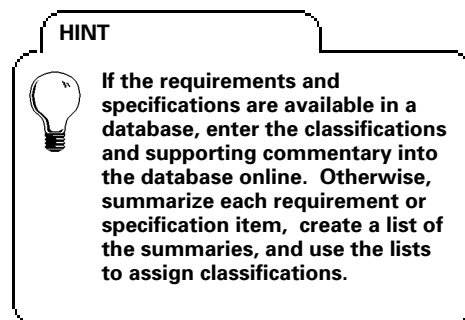 HINT
If the requirements and
specifications are available in a
database, enter the classifications
and supporting commentary into
the database online.  Otherwise,
summarize each requirement or
specification item,  create a list of
the summaries, and use the lists
to assign classifications.